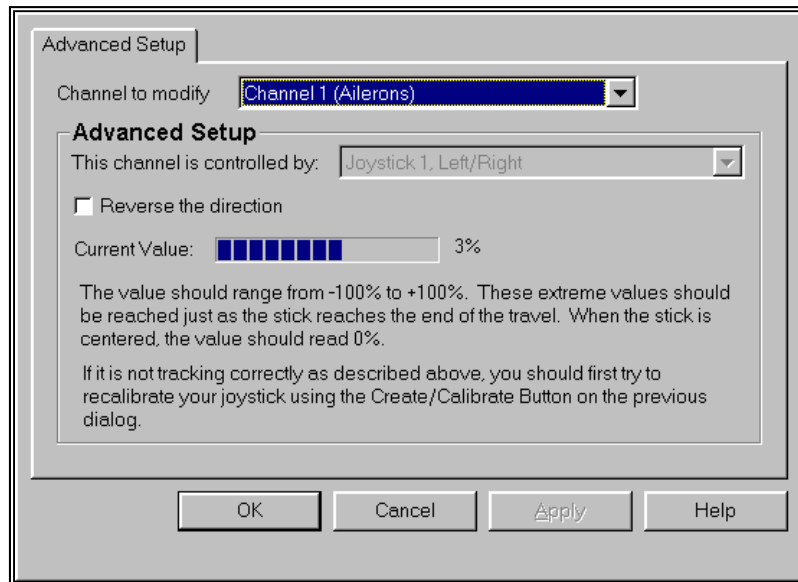 Advanced Setup
Channel to modify Channel 1 (Ailerons)
Advanced Setup
This channel is controlled by: Joystick 1, Left/Right
Reverse the direction
Current Value: 3%
The value should range from -100% to +100%. These extreme values should
be reached just as the stick reaches the end of the travel. When the stick is
centered, the value should read 0%.
If it is not tracking correctly as described above, you should first try to
recalibrate your joystick using the Create/Calibrate Button on the previous
dialog.
OK Cancel Apply Help